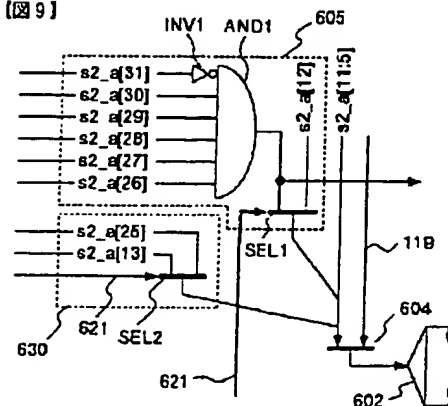 【図9】
INV1
AND1
605
s2_a[31]
s2_a[30]
s2_a[29]
s2_a[28]
s2_a[27]
s2_a[26]
s2_a[12]
s2_a[11:5]
SEL1
119
s2_a[25]
s2_a[13]
621
SEL2
630
621
604
602